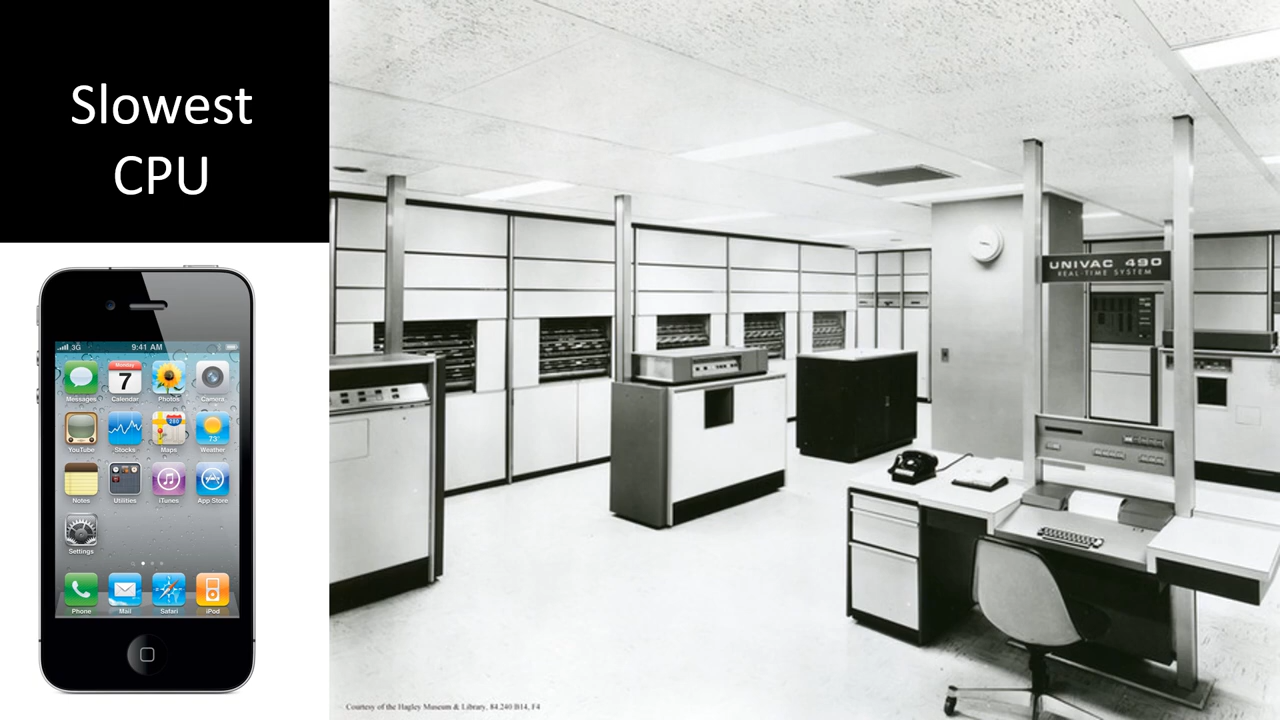 Slowest
CPU
3G 9:41 AM
Monday
7
Messages Calendar Photos Camera
280
73°
YouTube Stocks Maps Weather
Notes Utilities iTunes App Store
Settings
Phone Mail Safari iPod
UNIVAC 490
REAL-TIME SYSTEM
Courtesy of the Hagley Museum & Library, 84.240 B14, F4